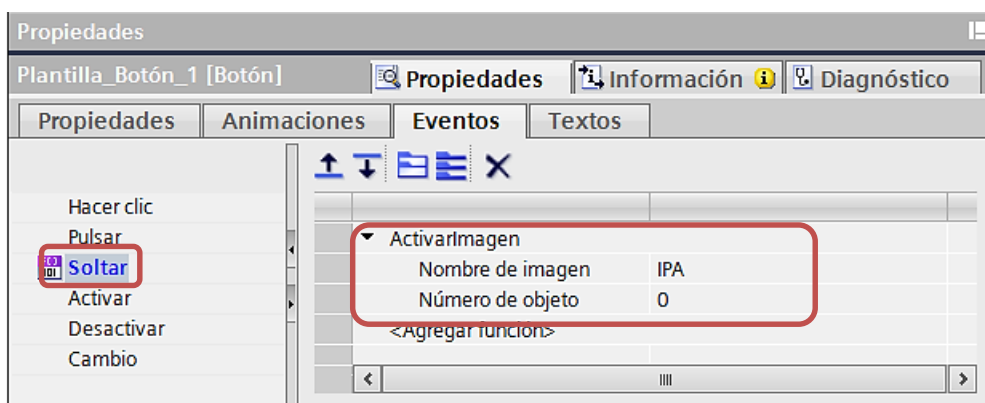 Propiedades
Plantilla_Botón_1 [Botón]
Propiedades
Información
Diagnóstico
Propiedades
Animaciones
Eventos
Textos
Hacer clic
Pulsar
Soltar
Activar
Desactivar
Cambio
ActivarImagen
Nombre de imagen IPA
Número de objeto 0
<Agregar función>